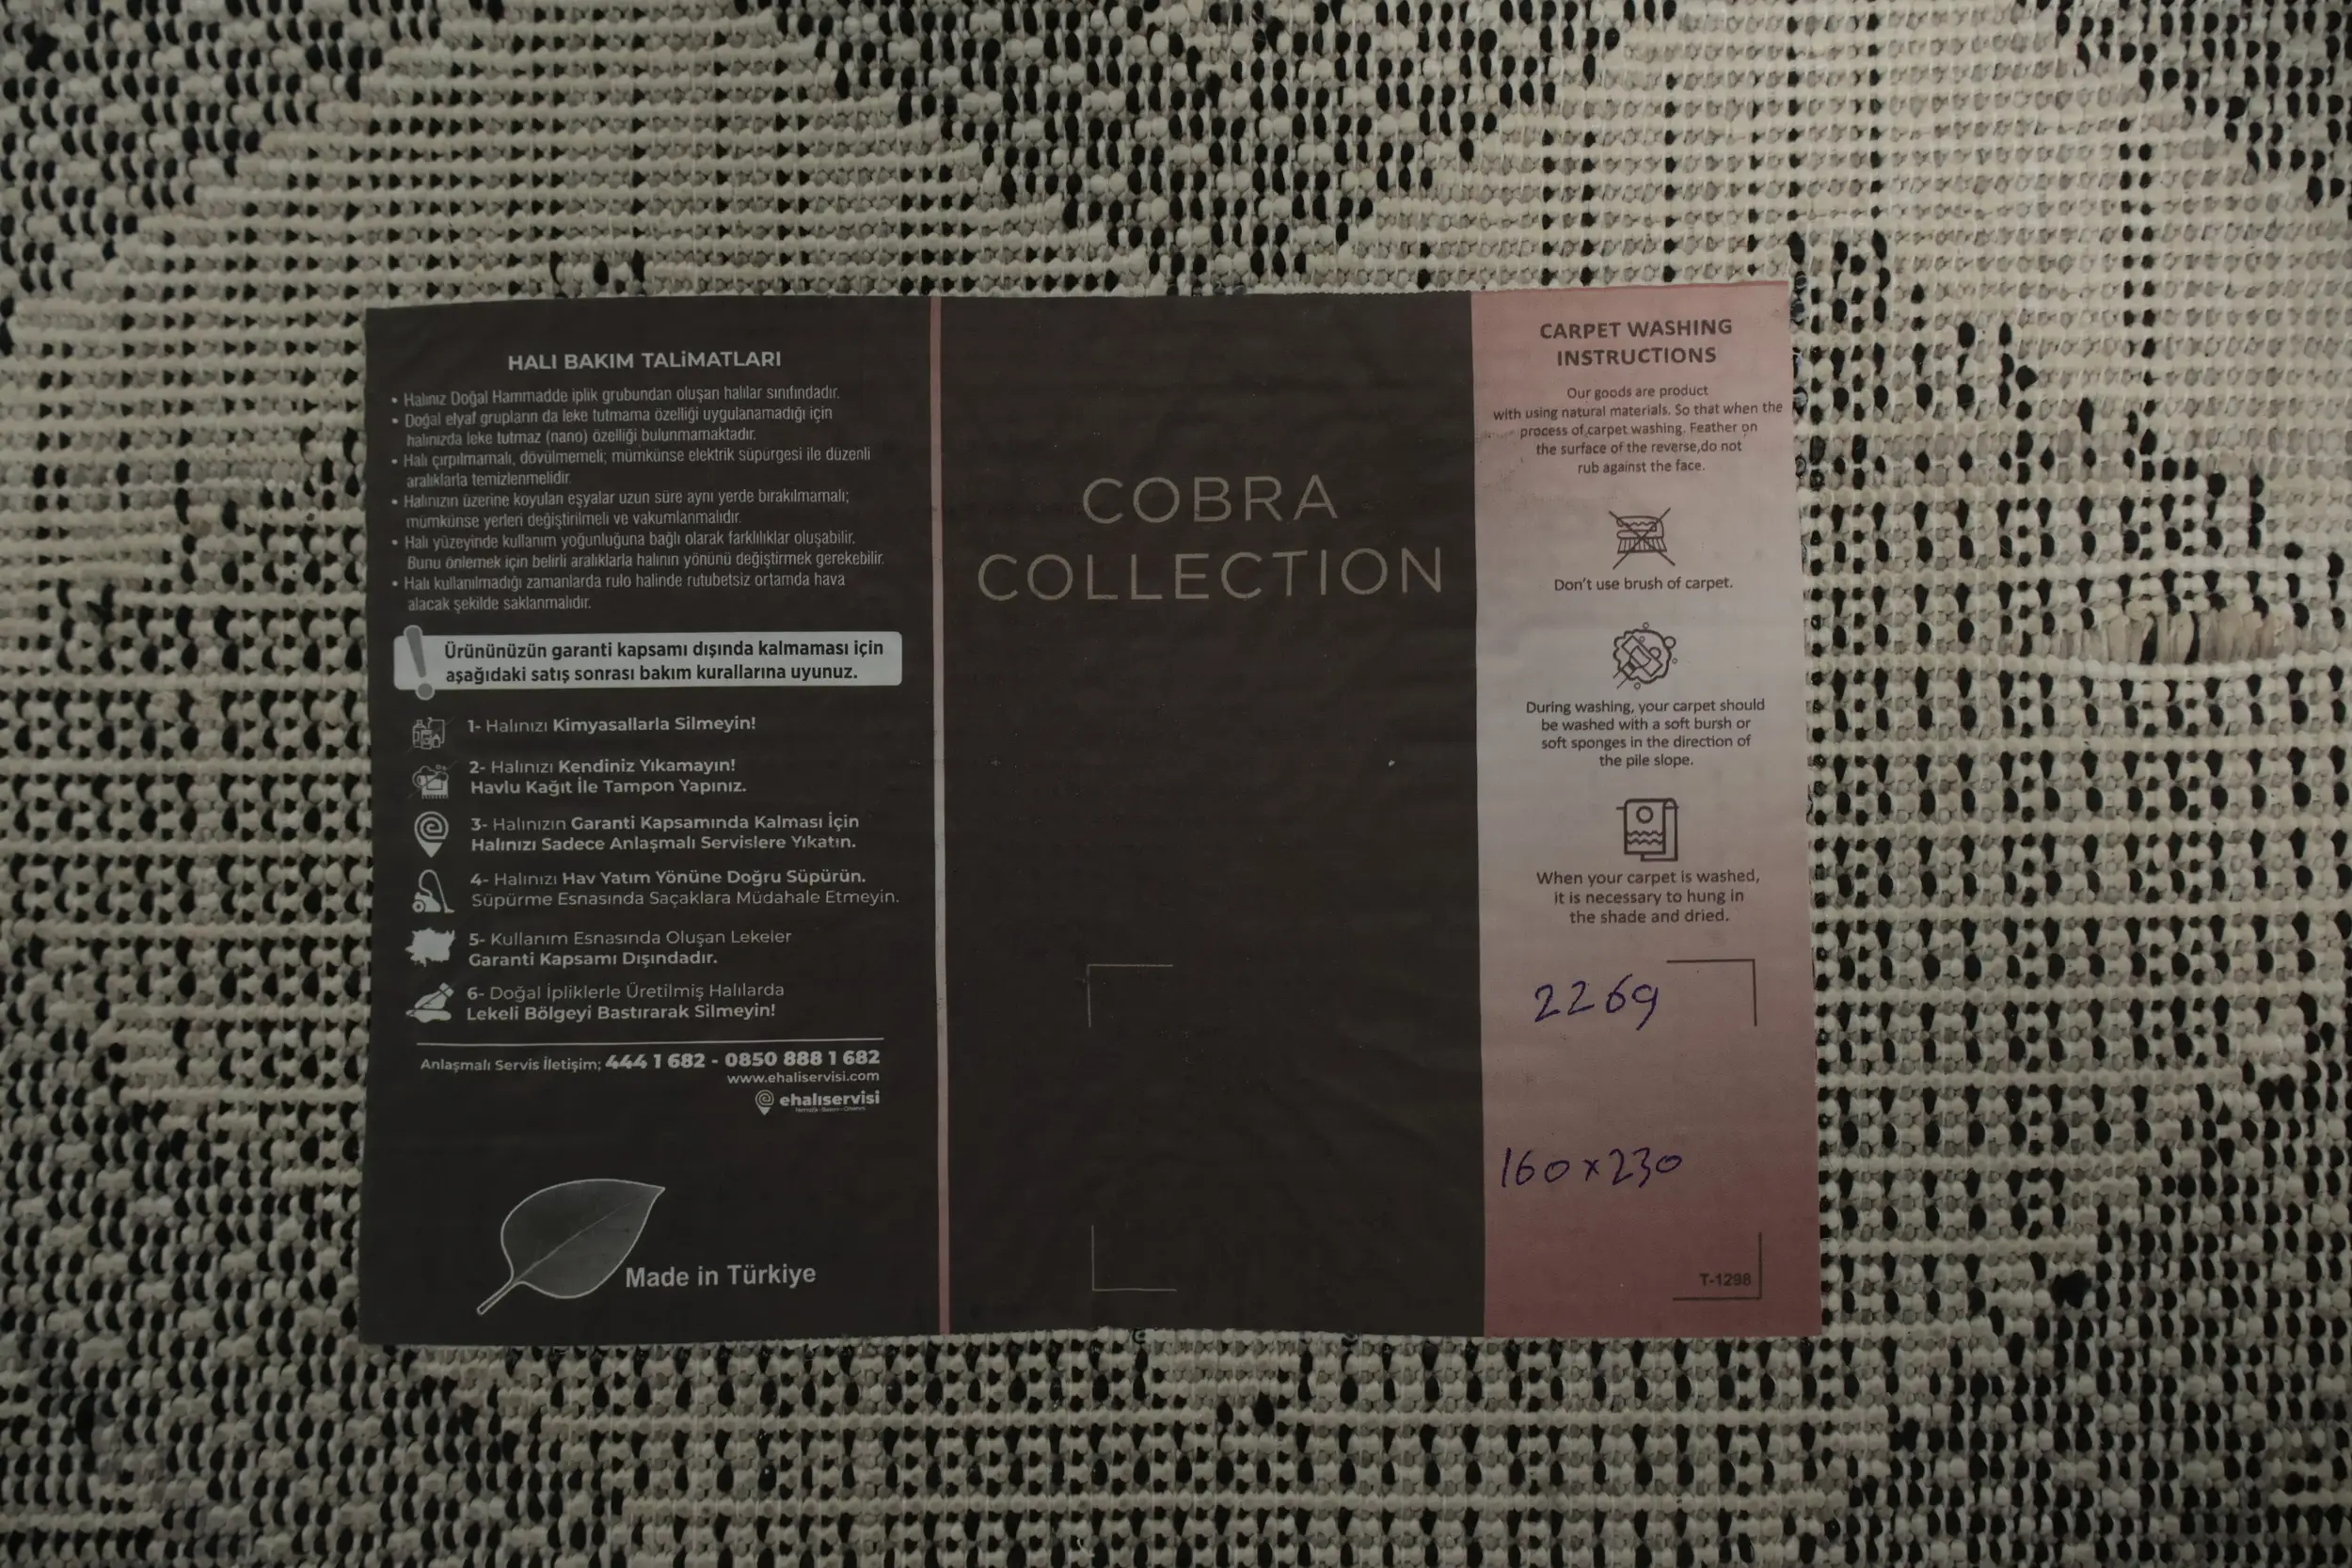 HALI BAKIM TALİMATLARI
• Halınız Doğal Hammadde iplik grubundan oluşan halılar sınıfındadır.
• Doğal elyaf grupların da leke tutmama özelliği uygulanamadığı için
halınızda leke tutmaz (nano) özelliği bulunmamaktadır.
• Halı çırpılmamalı, dövülmemeli; mümkünse elektrik süpürgesi ile düzenli
aralıklarla temizlenmelidir.
• Halınızın üzerine koyulan eşyalar uzun süre aynı yerde bırakılmamalı;
mümkünse yerleri değiştirilmeli ve vakumlanmalıdır.
• Halı yüzeyinde kullanım yoğunluğuna bağlı olarak farklılıklar oluşabilir.
Bunu önlemek için belirli aralıklarla halının yönünü değiştirmek gerekebilir.
• Halı kullanılmadığı zamanlarda rulo halinde rutubetsiz ortamda hava
alacak şekilde saklanmalıdır.
Ürününüzün garanti kapsamı dışında kalmaması için
aşağıdaki satış sonrası bakım kurallarına uyunuz.
1- Halınızı Kimyasallarla Silmeyin!
2- Halınızı Kendiniz Yıkamayın!
Havlu Kağıt İle Tampon Yapınız.
3- Halınızın Garanti Kapsamında Kalması İçin
Halınızı Sadece Anlaşmalı Servislere Yıkatın.
4- Halınızı Hav Yatım Yönüne Doğru Süpürün.
Süpürme Esnasında Saçaklara Müdahale Etmeyin.
5- Kullanım Esnasında Oluşan Lekeler
Garanti Kapsamı Dışındadır.
6- Doğal İpliklerle Üretilmiş Halılarda
Lekeli Bölgeyi Bastırarak Silmeyin!
Anlaşmalı Servis İletişim; 444 1 682 - 0850 888 1 682
www.ehaliservisi.com
ehalıservisi
Made in Türkiye
COBRA
COLLECTION
CARPET WASHING
INSTRUCTIONS
Our goods are product
with using natural materials. So that when the
process of carpet washing. Feather on
the surface of the reverse,do not
rub against the face.
Don't use brush of carpet.
During washing, your carpet should
be washed with a soft bursh or
soft sponges in the direction of
the pile slope.
When your carpet is washed,
it is necessary to hung in
the shade and dried.
2269
160x230
T-1298